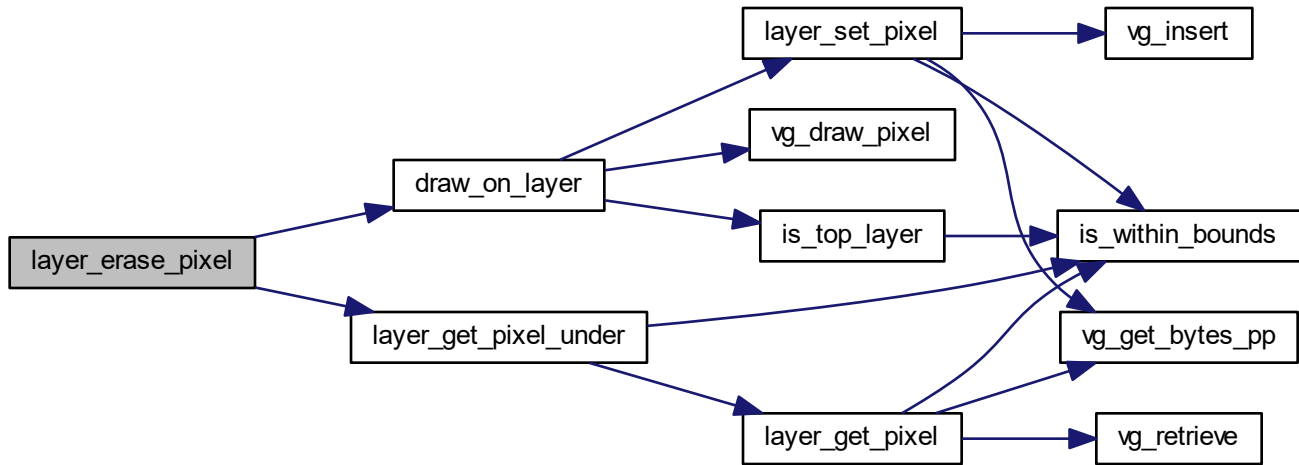 layer_erase_pixel
draw_on_layer
layer_get_pixel_under
layer_set_pixel
vg_draw_pixel
is_top_layer
layer_get_pixel
vg_insert
is_within_bounds
vg_get_bytes_pp
vg_retrieve